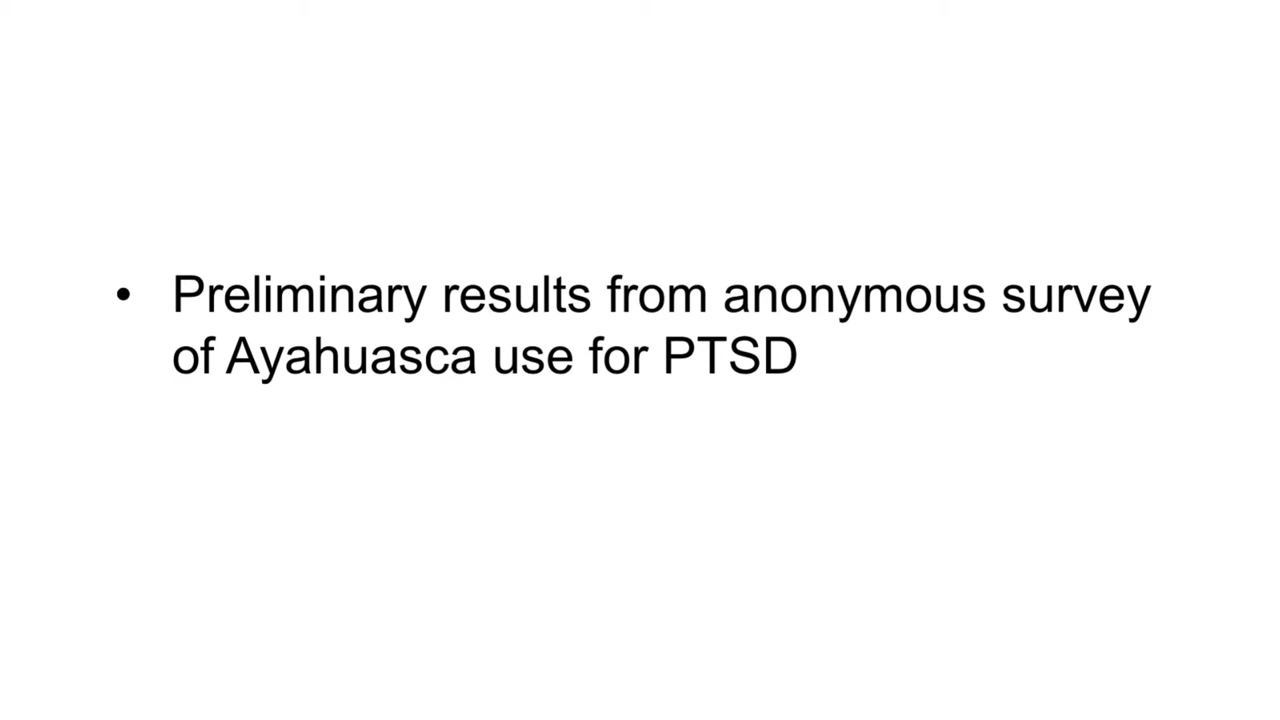 • Preliminary results from anonymous survey
of Ayahuasca use for PTSD